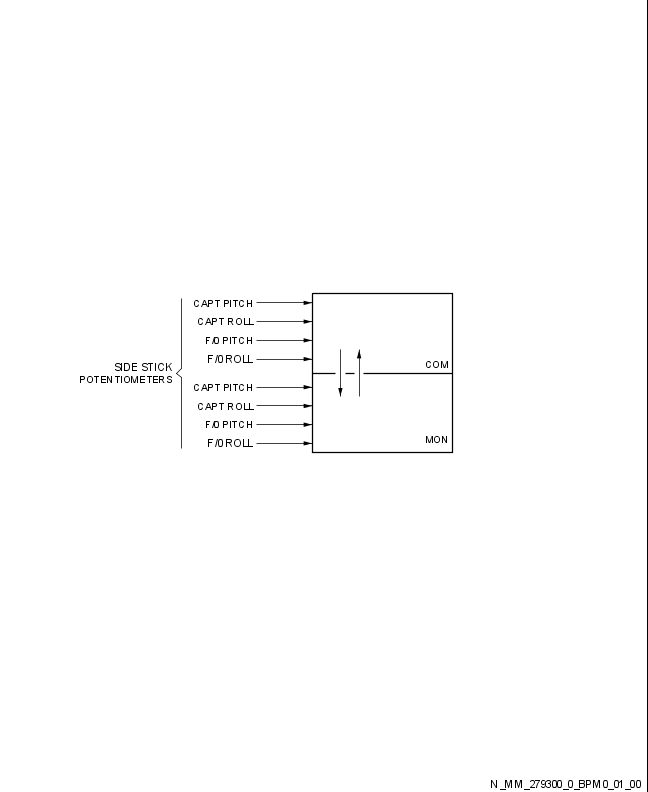 CAPT PITCH
CAPT ROLL
F/O PITCH
F/O ROLL
SIDE STICK
POTENTIOMETERS
CAPT PITCH
CAPT ROLL
F/O PITCH
F/O ROLL
COM
MON
N_MM_279300_0_BPM0_01_00